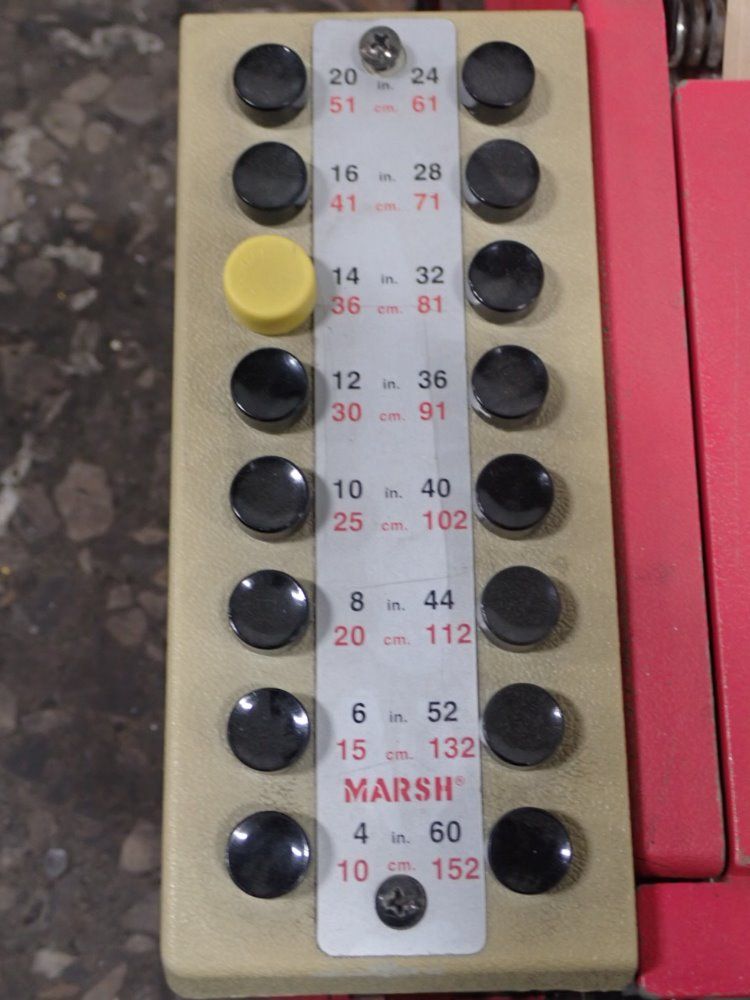 20 in. 24
51 cm. 61
16 in. 28
41 cm. 71
14 in. 32
36 cm. 81
12 in. 36
30 cm. 91
10 in. 40
25 cm. 102
8 in. 44
20 cm. 112
6 in. 52
15 cm. 132
MARSH®
4 in. 60
10 cm. 152